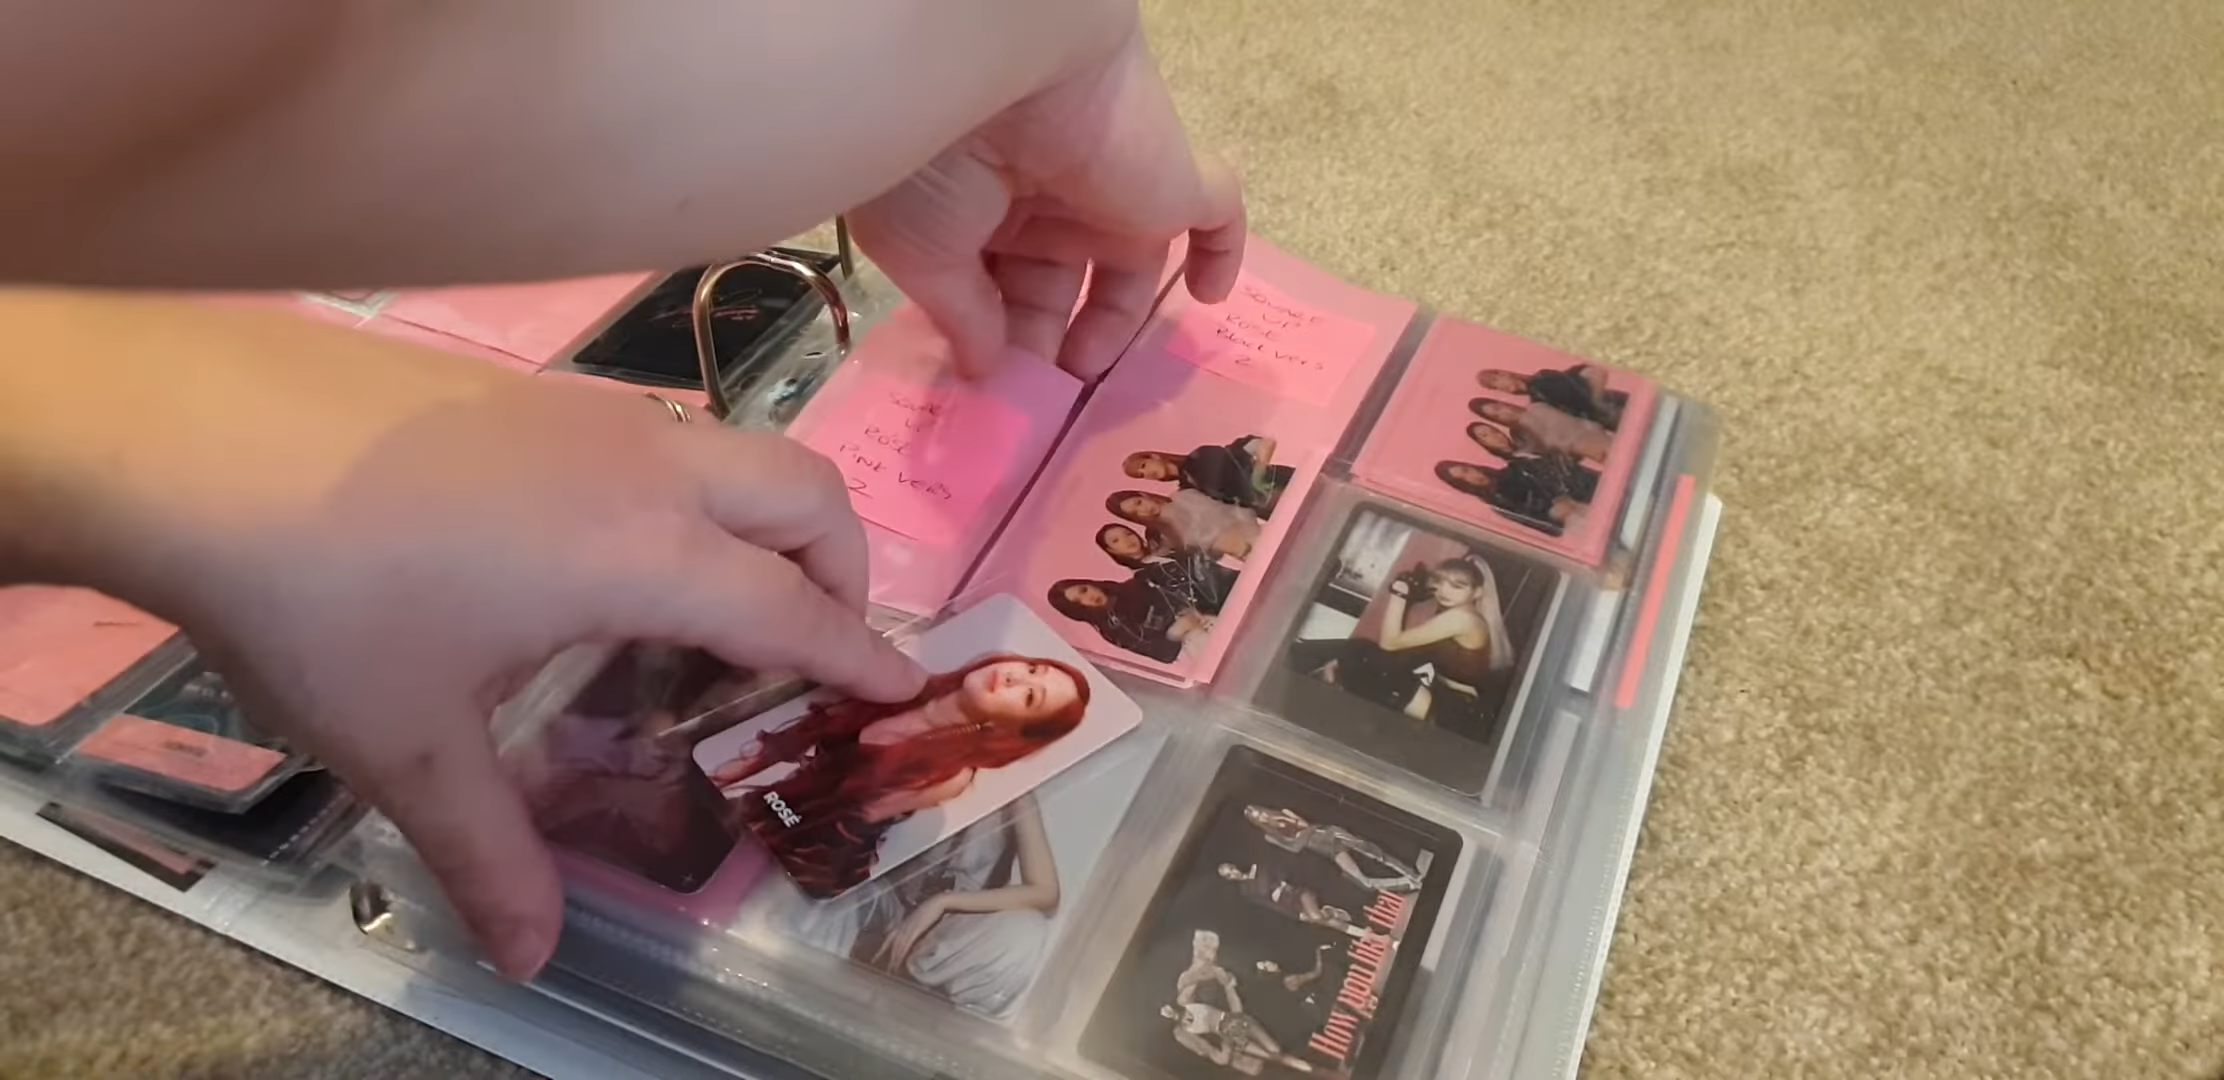 SQUARE
UP
ROSÉ
Black vers
2
SQUARE
UP
ROSÉ
PINK vers
2
ROSÉ
How you like that